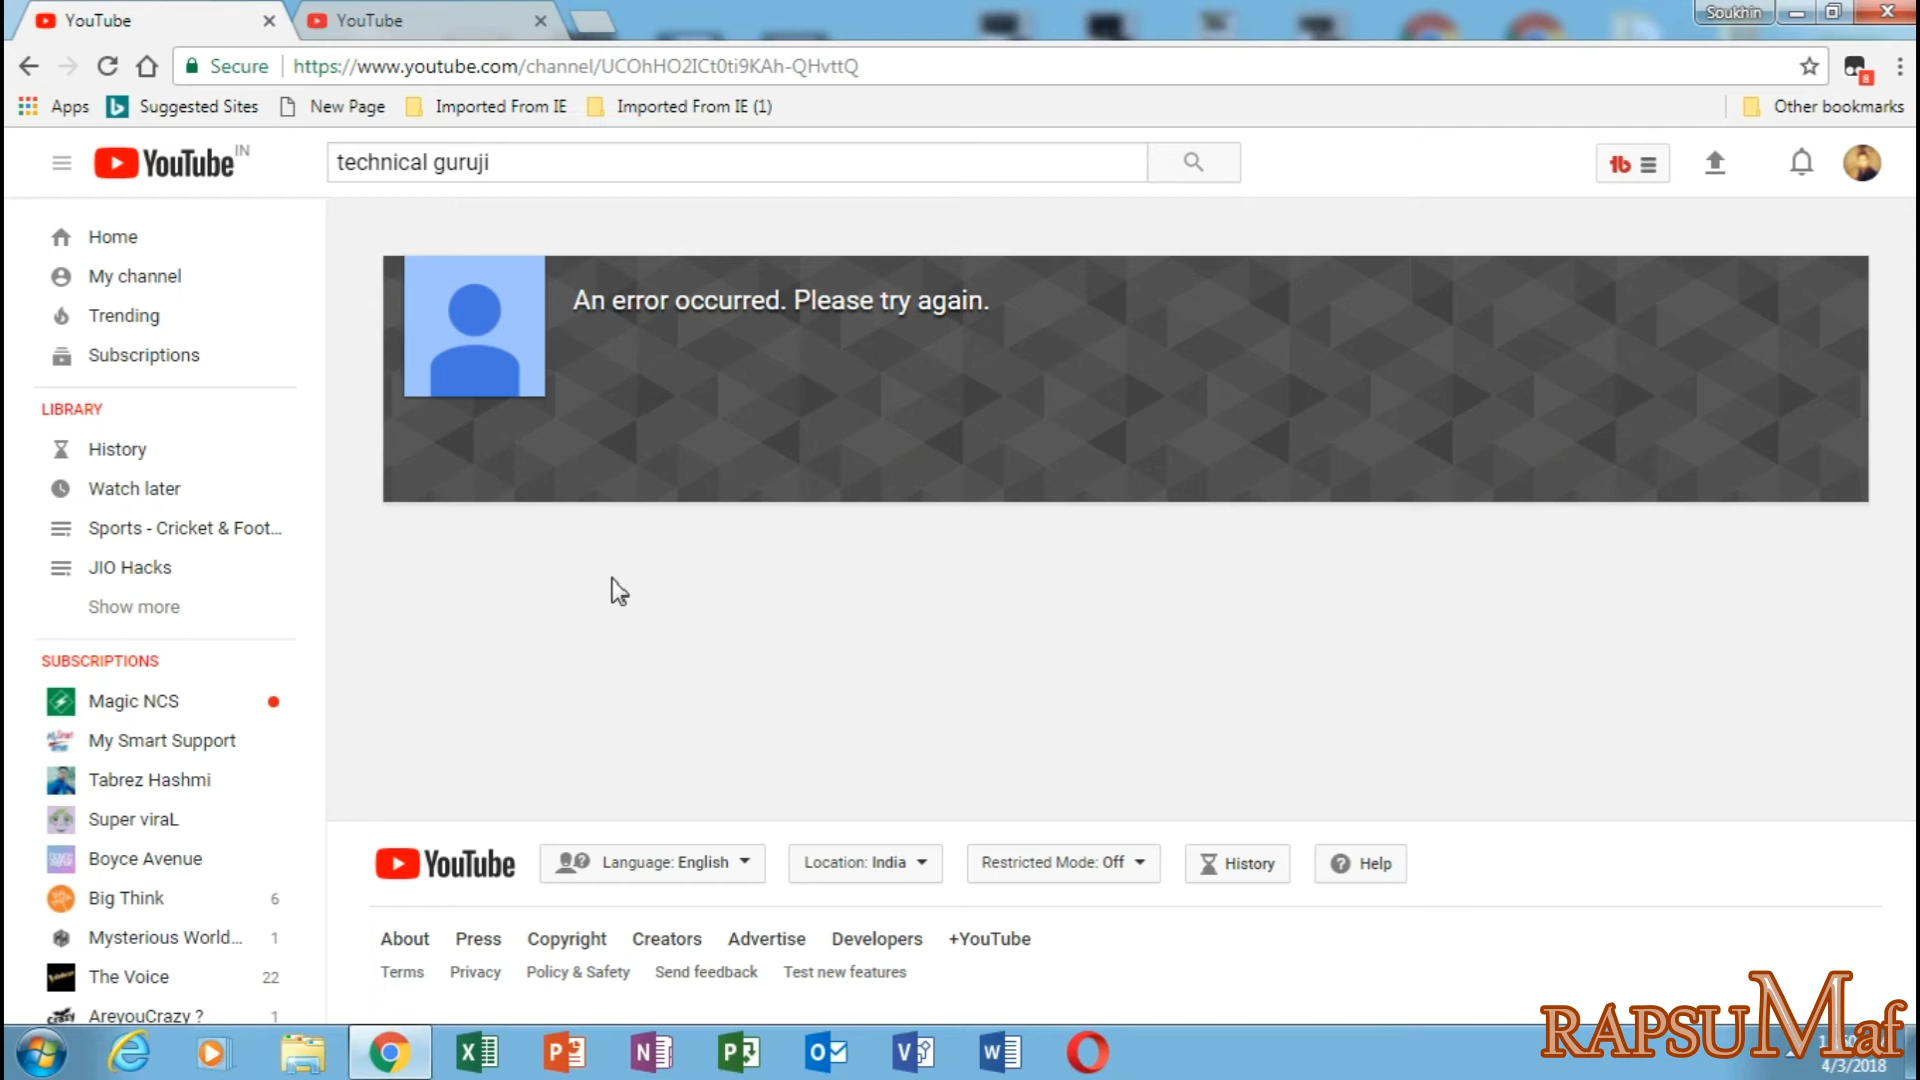 YouTube
YouTube
Soukhin
Secure
https://www.youtube.com/channel/UCOhHO2ICt0ti9KAh-QHvttQ
8
Apps
Suggested Sites
New Page
Imported From IE
Imported From IE (1)
Other bookmarks
YouTube IN
technical guruji
Home
My channel
Trending
Subscriptions
LIBRARY
History
Watch later
Sports - Cricket & Foot...
JIO Hacks
Show more
SUBSCRIPTIONS
Magic NCS
My Smart Support
Tabrez Hashmi
Super viraL
Boyce Avenue
Big Think 6
Mysterious World... 1
The Voice 22
AreyouCrazy ? 1
An error occurred. Please try again.
YouTube
Language: English
Location: India
Restricted Mode: Off
History
Help
About Press Copyright Creators Advertise Developers +YouTube
Terms Privacy Policy & Safety Send feedback Test new features
RAPSUMaf
4/3/2018